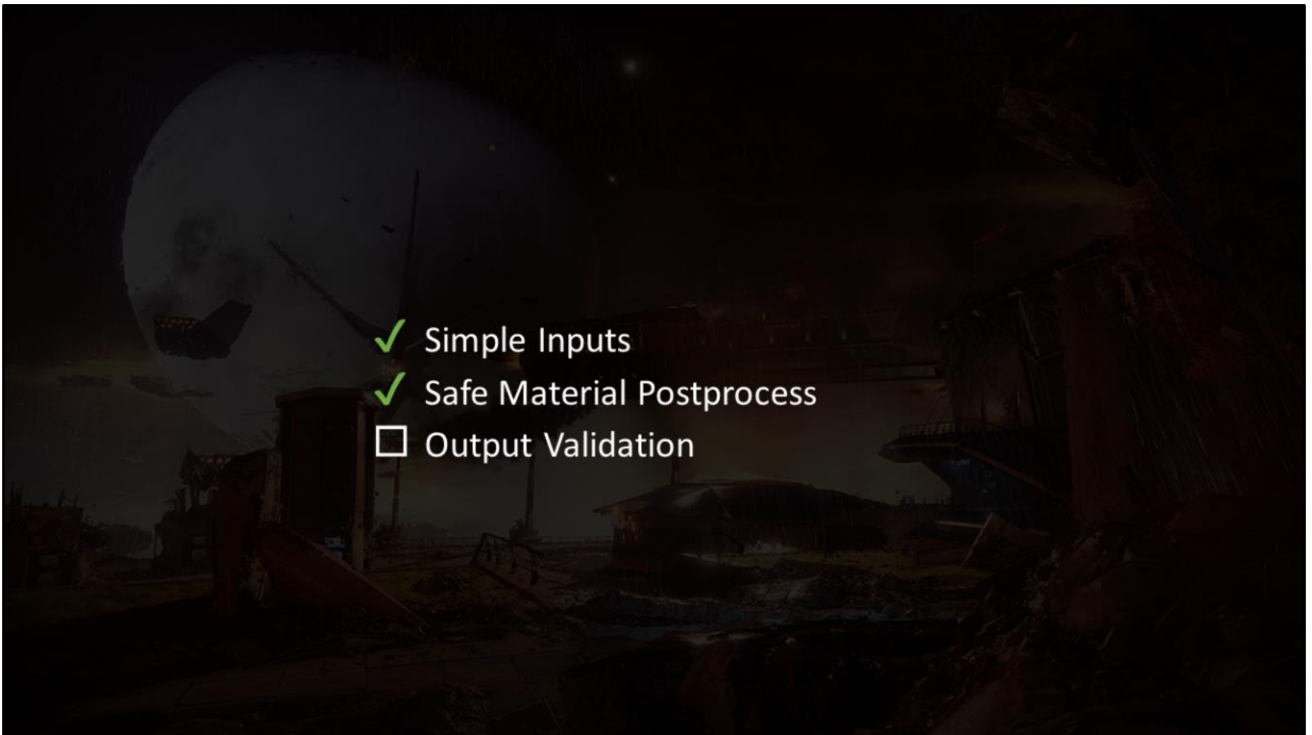 ✓ Simple Inputs
✓ Safe Material Postprocess
☐ Output Validation